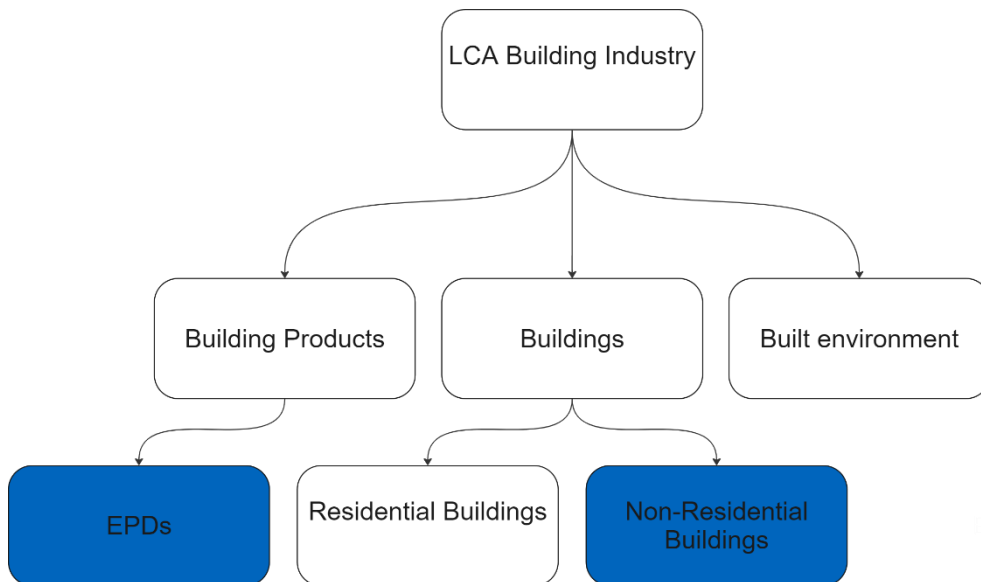 LCA Building Industry
Building Products
Buildings
Built environment
EPDs
Residential Buildings
Non-Residential
Buildings